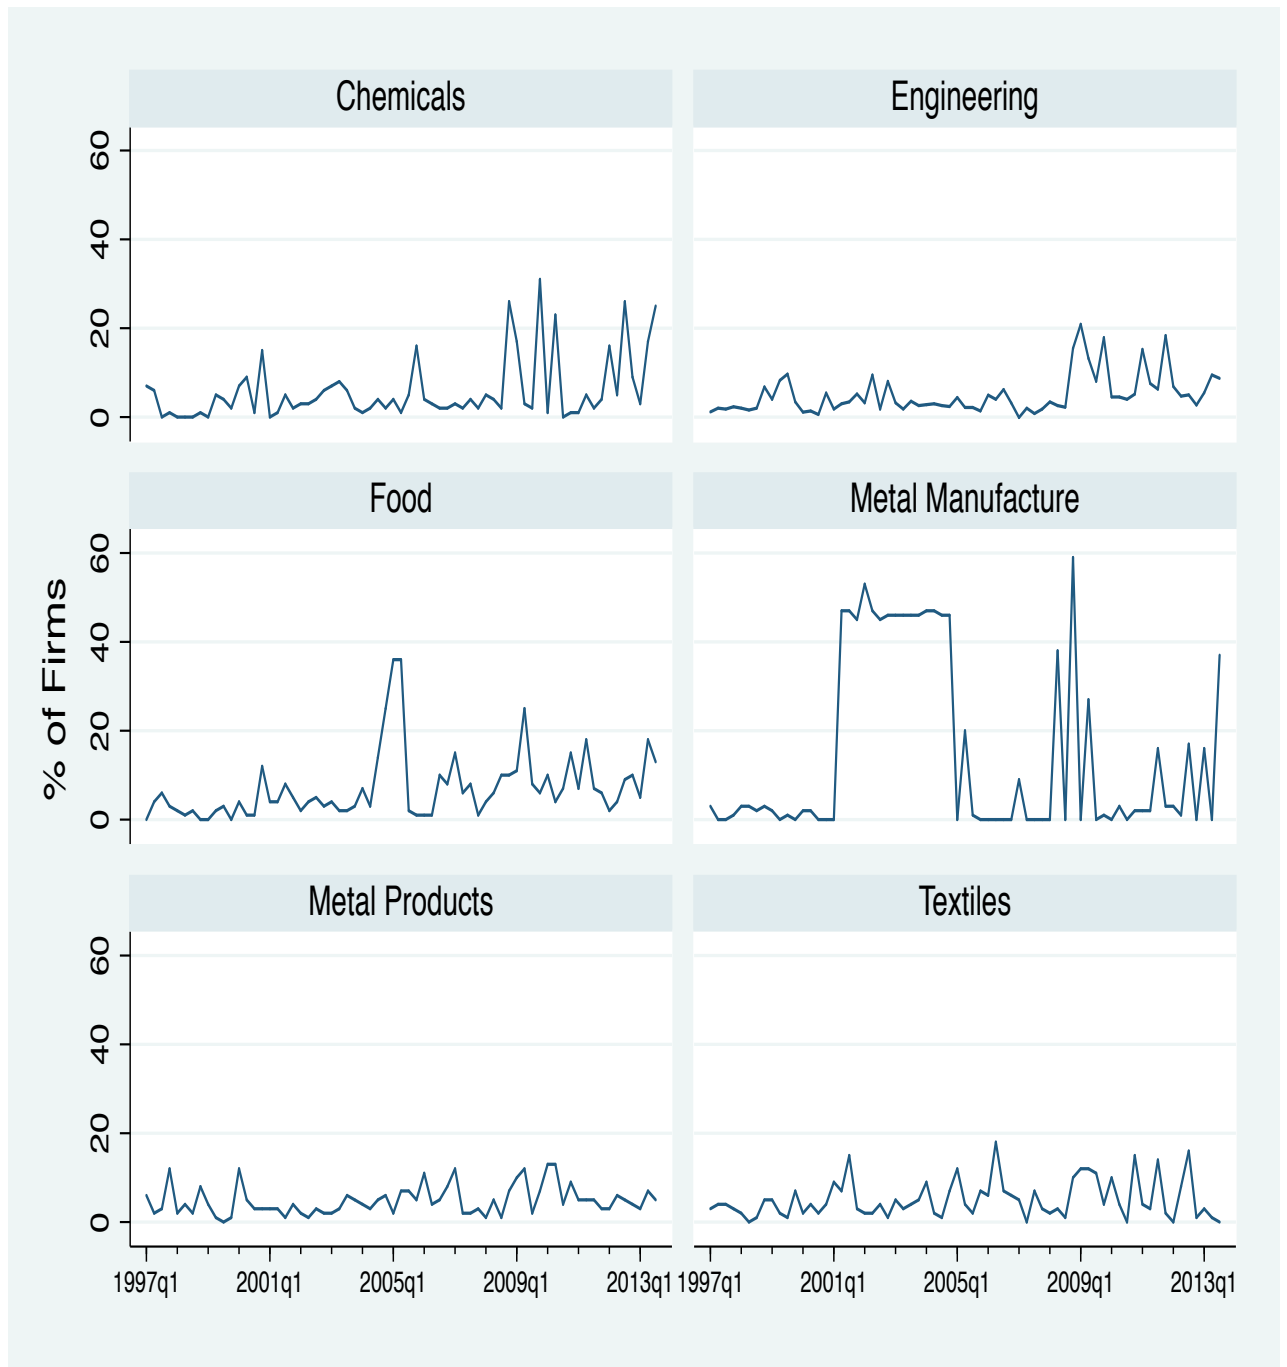 Chemicals
Engineering
60
40
20
0
Food
Metal Manufacture
60
40
20
0
% of Firms
Metal Products
Textiles
60
40
20
0
1997q1 2001q1 2005q1 2009q1 2013q1 1997q1 2001q1 2005q1 2009q1 2013q1